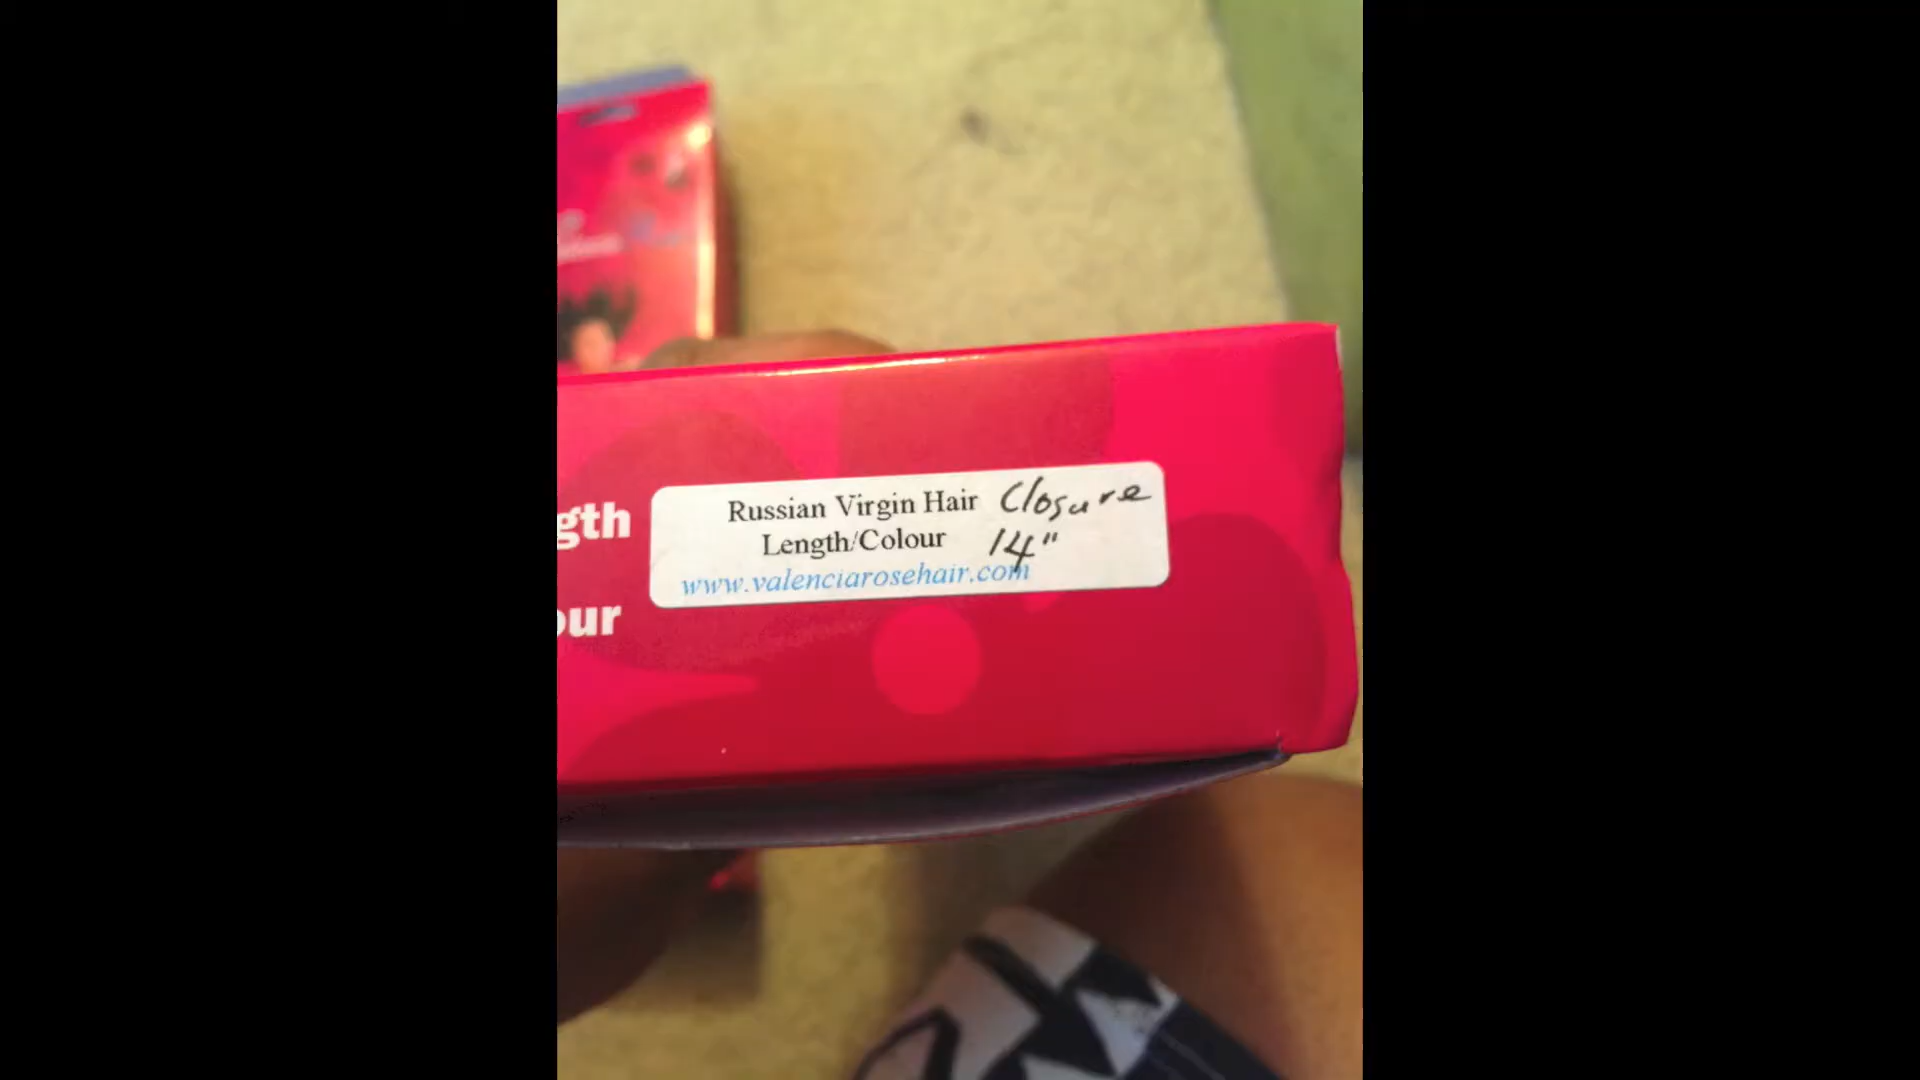 gth
our
Russian Virgin Hair Closure
Length/Colour 14"
www.valenciarosehair.com